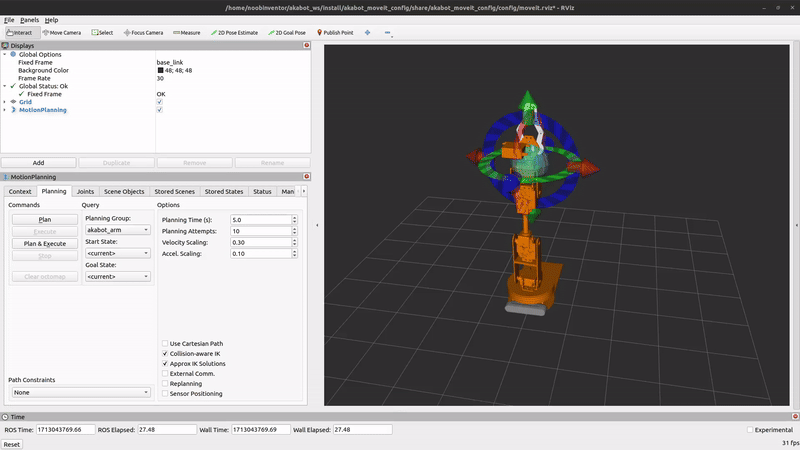 /home/noobinventor/akabot_ws/install/akabot_moveit_config/share/akabot_moveit_config/config/moveit.rviz* - RViz
File Panels Help
Interact Move Camera Select Focus Camera Measure 2D Pose Estimate 2D Goal Pose Publish Point
Displays
Global Options
Fixed Frame base_link
Background Color 48; 48; 48
Frame Rate 30
Global Status: Ok
Fixed Frame OK
Grid
MotionPlanning
Add Duplicate Remove Rename
MotionPlanning
Context Planning Joints Scene Objects Stored Scenes Stored States Status Man
Commands Query Options
Plan Planning Group: Planning Time (s): 5.0
Execute akabot_arm Planning Attempts: 10
Plan & Execute Start State: Velocity Scaling: 0.30
Stop <current> Accel. Scaling: 0.10
Goal State:
Clear octomap <current>
Use Cartesian Path
Collision-aware IK
Approx IK Solutions
External Comm.
Path Constraints Replanning
None Sensor Positioning
Time
ROS Time: 1713043769.66 ROS Elapsed: 27.48 Wall Time: 1713043769.69 Wall Elapsed: 27.48 Experimental
Reset 31 fps